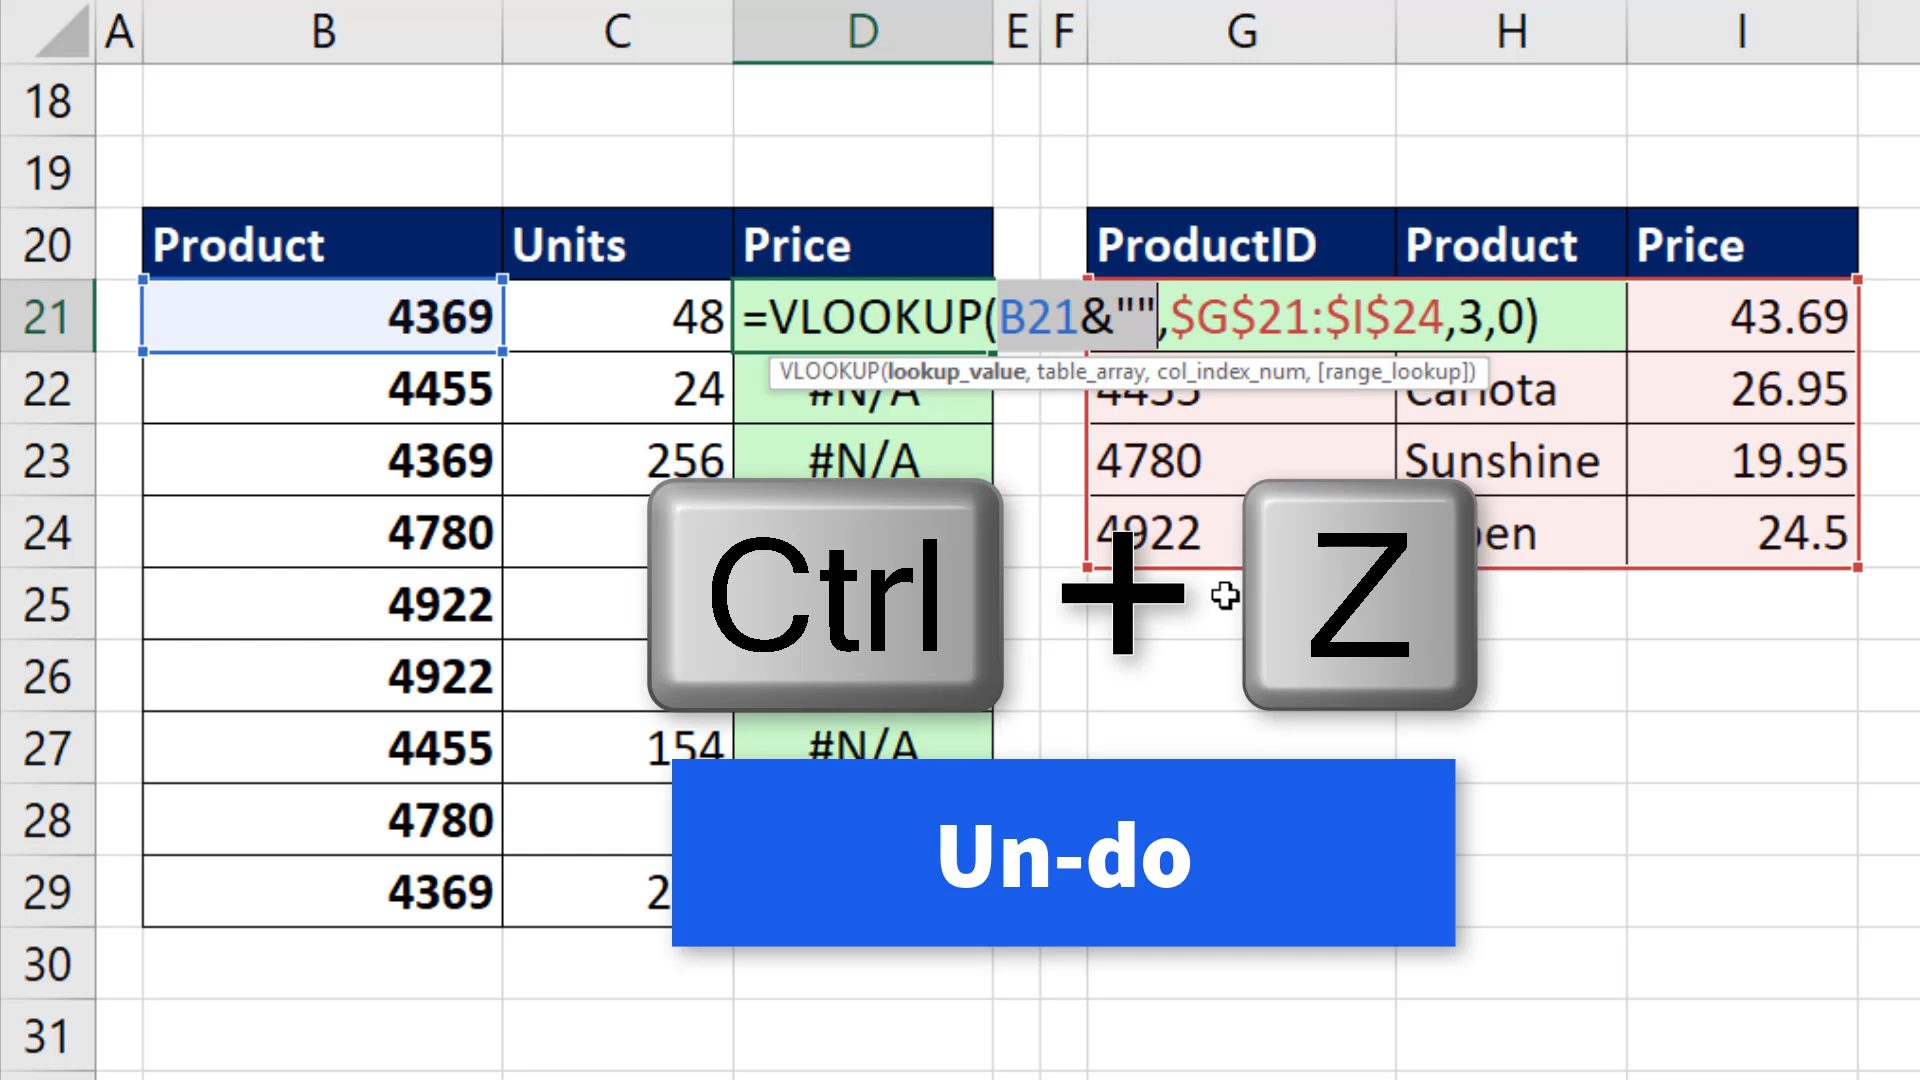 A B C D E F G H I
18
19
20 Product Units Price ProductID Product Price
21 4369 48 =VLOOKUP(B21&"",$G$21:$I$24,3,0) 43.69
VLOOKUP(lookup_value, table_array, col_index_num, [range_lookup])
22 4455 24 #N/A 4455 26.95
23 4369 256 #N/A 4780 Sunshine 19.95
24 4780 4922 24.5
25 4922
Ctrl + Z
26 4922
27 4455 154 #N/A
28 4780
Un-do
29 4369
30
31